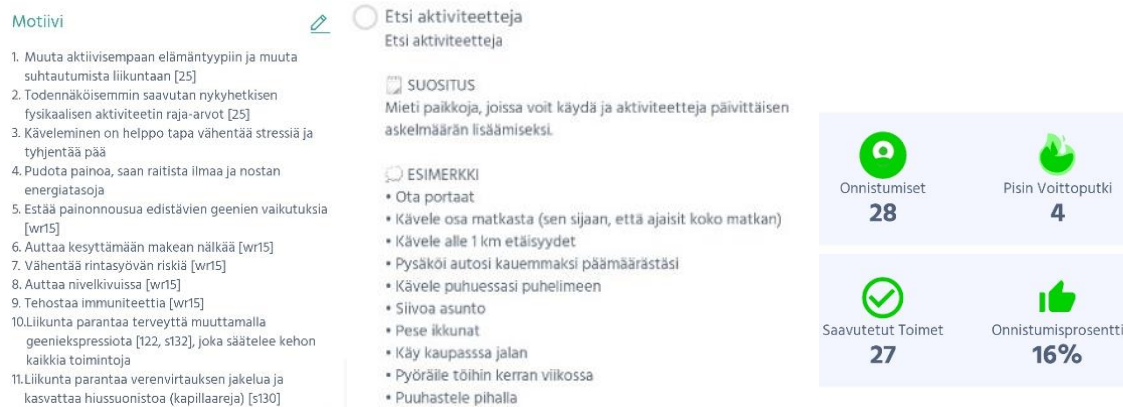 Motiivi
1. Muuta aktiivisempaan elämäntyypiin ja muuta
suhtautumista liikuntaan [25]
2. Todennäköisemmin saavutan nykyhetkisen
fysikaalisen aktiviteetin raja-arvot [25]
3. Käveleminen on helppo tapa vähentää stressiä ja
tyhjentää pää
4. Pudota painoa, saan raitista ilmaa ja nostan
energiatasoja
5. Estää painonnousua edistävien geenien vaikutuksia
[wr15]
6. Auttaa kesyttämään makean nälkää [wr15]
7. Vähentää rintasyövän riskiä [wr15]
8. Auttaa nivelkivuissa [wr15]
9. Tehostaa immuniteettia [wr15]
10.Liikunta parantaa terveyttä muuttamalla
geeniekspressiota [122, s132], joka säätelee kehon
kaikkia toimintoja
11.Liikunta parantaa verenvirtauksen jakelua ja
kasvattaa hiussuonistoa (kapillaareja) [s130]
Etsi aktiviteetteja
Etsi aktiviteetteja
SUOSITUS
Mieti paikkoja, joissa voit käydä ja aktiviteetteja päivittäisen
askelmäärän lisäämiseksi.
ESIMERKKI
• Ota portaat
• Kävele osa matkasta (sen sijaan, että ajaisit koko matkan)
• Kävele alle 1 km etäisyydet
• Pysäköi autosi kauemmaksi päämäärästäsi
• Kävele puhuessasi puhelimeen
• Siivoa asunto
• Pese ikkunat
• Käy kaupasssa jalan
• Pyöräile töihin kerran viikossa
• Puuhastele pihalla
Onnistumiset
28
Pisin Voittoputki
4
Saavutetut Toimet
27
Onnistumisprosentti
16%